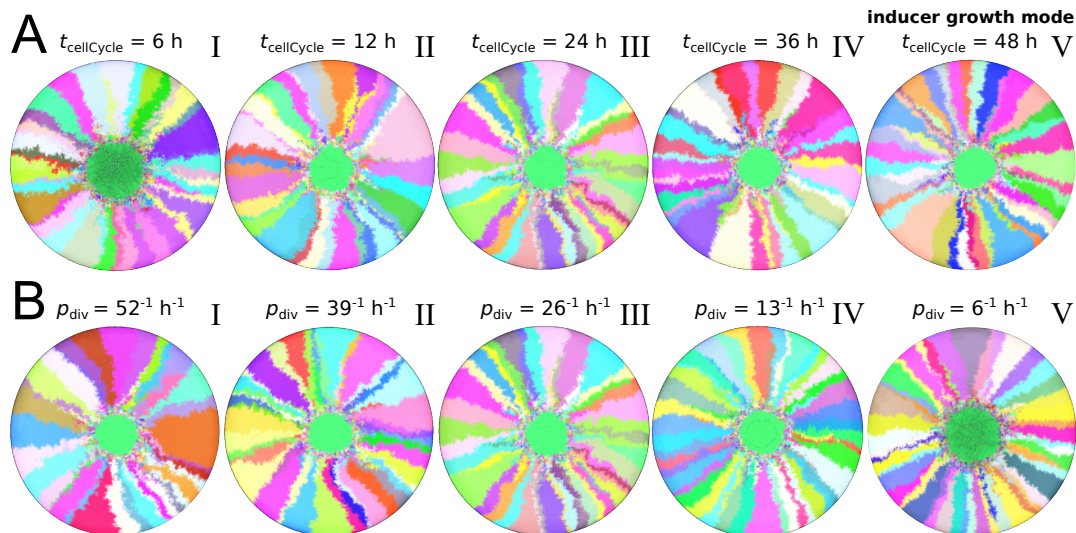 inducer growth mode
A
t_cellCycle = 6 h I
t_cellCycle = 12 h II
t_cellCycle = 24 h III
t_cellCycle = 36 h IV
t_cellCycle = 48 h V
B
p_div = 52⁻¹ h⁻¹ I
p_div = 39⁻¹ h⁻¹ II
p_div = 26⁻¹ h⁻¹ III
p_div = 13⁻¹ h⁻¹ IV
p_div = 6⁻¹ h⁻¹ V